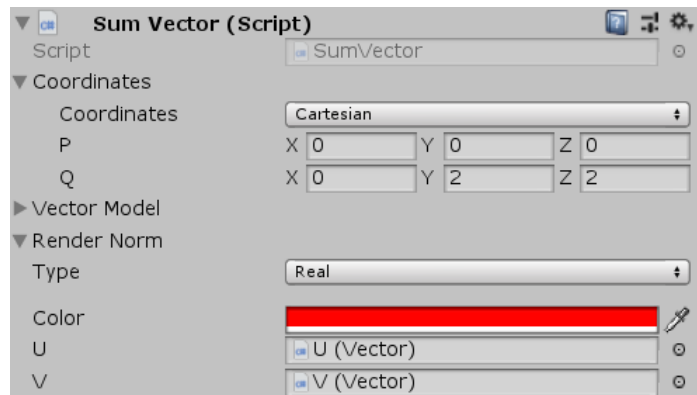 Sum Vector (Script)
Script SumVector
Coordinates
Coordinates Cartesian
P X 0 Y 0 Z 0
Q X 0 Y 2 Z 2
Vector Model
Render Norm
Type Real
Color
U U (Vector)
V V (Vector)